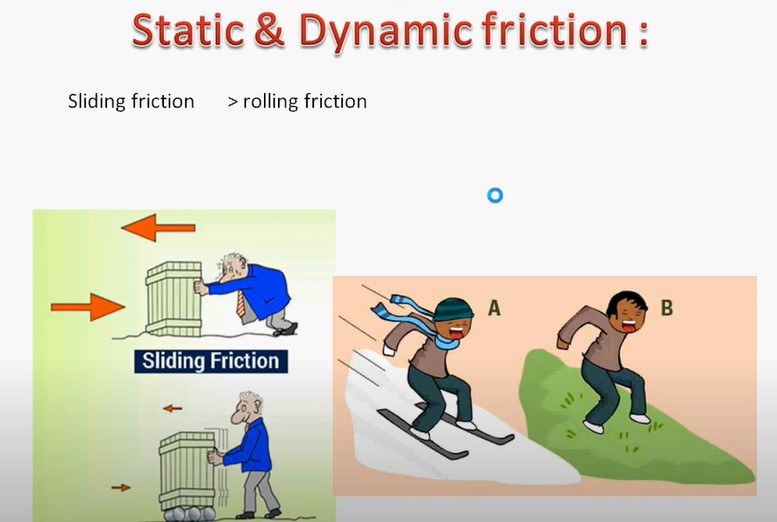 Static & Dynamic friction :
Sliding friction > rolling friction
Sliding Friction
A
B